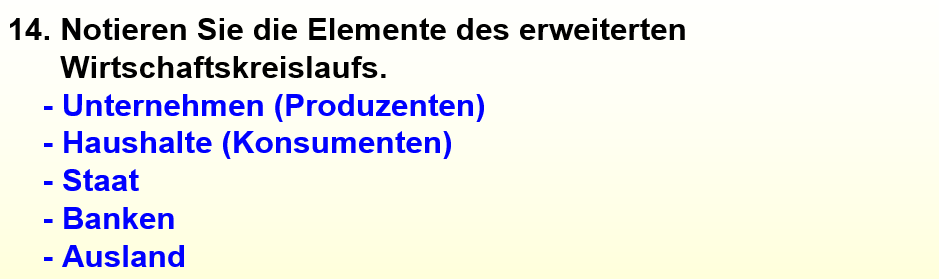 14. Notieren Sie die Elemente des erweiterten
Wirtschaftskreislaufs.
- Unternehmen (Produzenten)
- Haushalte (Konsumenten)
- Staat
- Banken
- Ausland